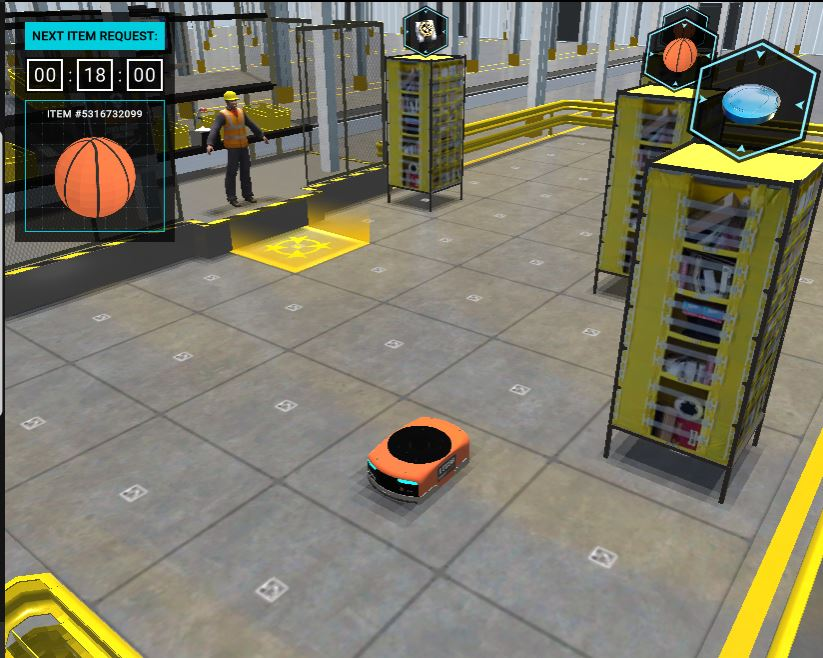 NEXT ITEM REQUEST:
00 : 18 : 00
ITEM #5316732099